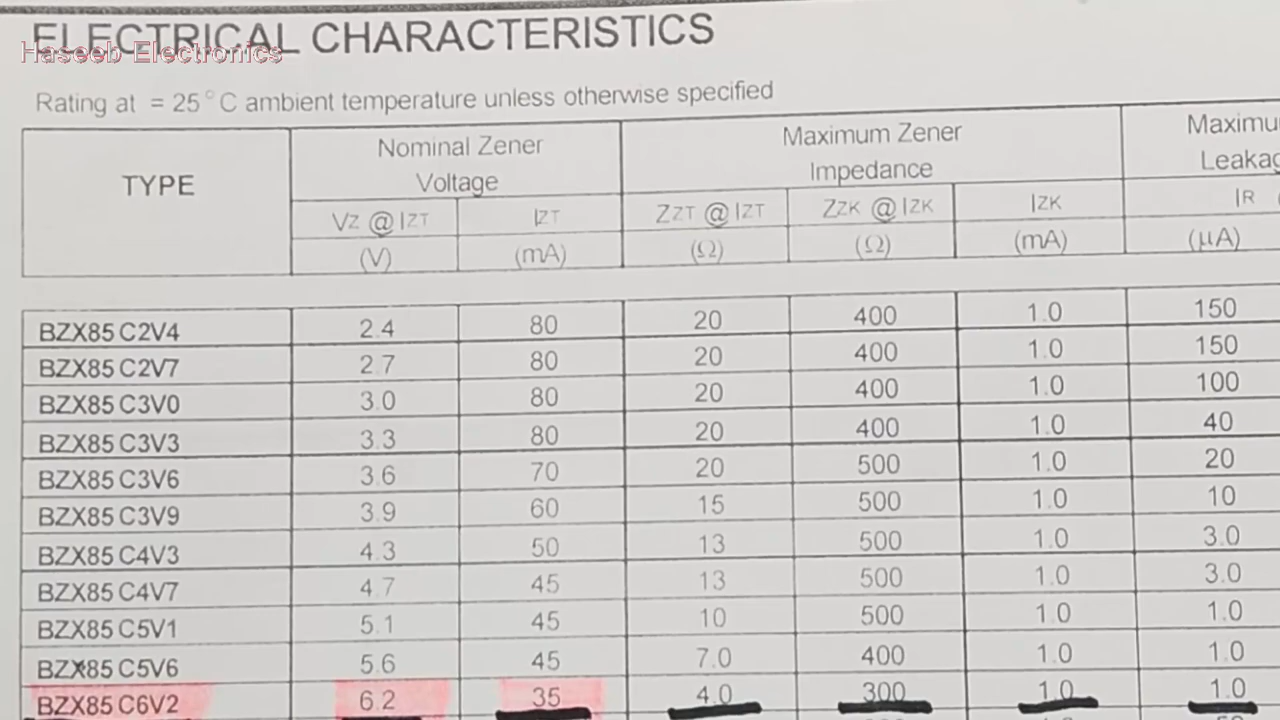 ELECTRICAL CHARACTERISTICS
Haseeb Electronics
Rating at = 25°C ambient temperature unless otherwise specified
TYPE
Nominal Zener
Voltage
Maximum Zener
Impedance
Maximu
Leakag
VZ @ IZT IZT ZZT @ IZT ZZK @ IZK IZK IR
(V) (mA) (Ω) (Ω) (mA) (μA)
BZX85 C2V4 2.4 80 20 400 1.0 150
BZX85 C2V7 2.7 80 20 400 1.0 150
BZX85 C3V0 3.0 80 20 400 1.0 100
BZX85 C3V3 3.3 80 20 400 1.0 40
BZX85 C3V6 3.6 70 20 500 1.0 20
BZX85 C3V9 3.9 60 15 500 1.0 10
BZX85 C4V3 4.3 50 13 500 1.0 3.0
BZX85 C4V7 4.7 45 13 500 1.0 3.0
BZX85 C5V1 5.1 45 10 500 1.0 1.0
BZX85 C5V6 5.6 45 7.0 400 1.0 1.0
BZX85 C6V2 6.2 35 4.0 300 1.0 1.0